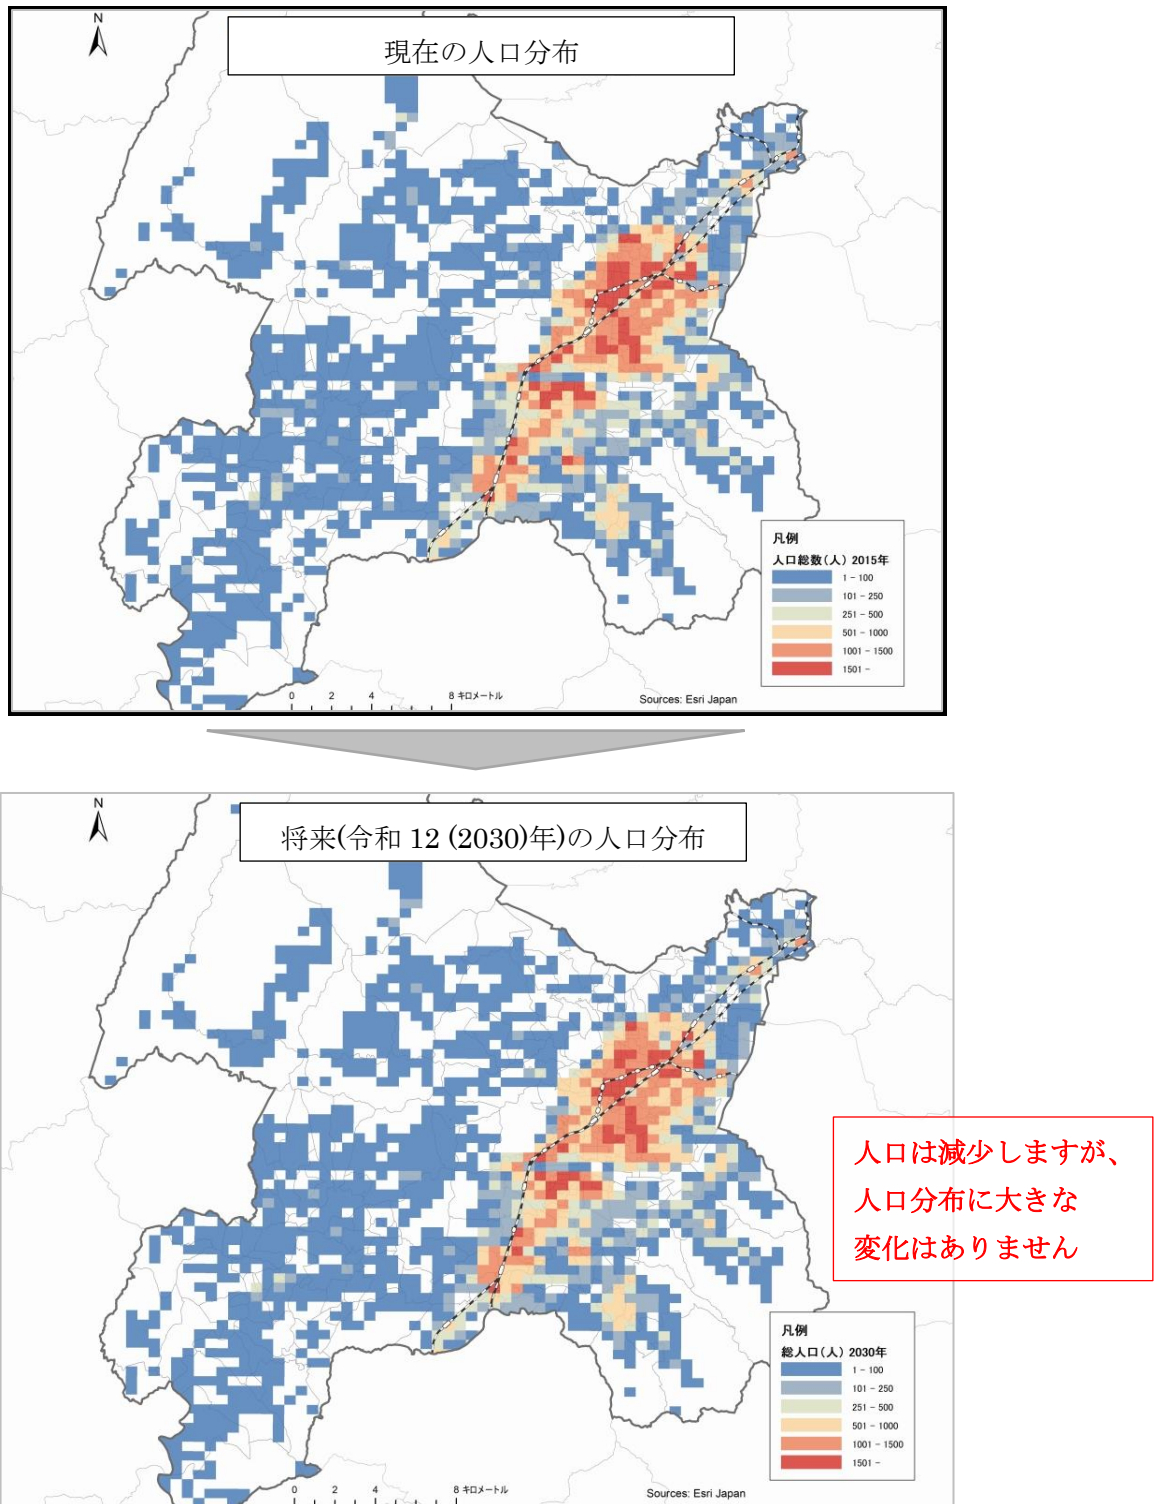 N
現在の人口分布
凡例
人口総数(人) 2015年
1 - 100
101 - 250
251 - 500
501 - 1000
1001 - 1500
1501 -
0 2 4 8 キロメートル
Sources: Esri Japan
N
将来(令和 12 (2030)年)の人口分布
人口は減少しますが、
人口分布に大きな
変化はありません
凡例
総人口(人) 2030年
1 - 100
101 - 250
251 - 500
501 - 1000
1001 - 1500
1501 -
0 2 4 8 キロメートル
Sources: Esri Japan